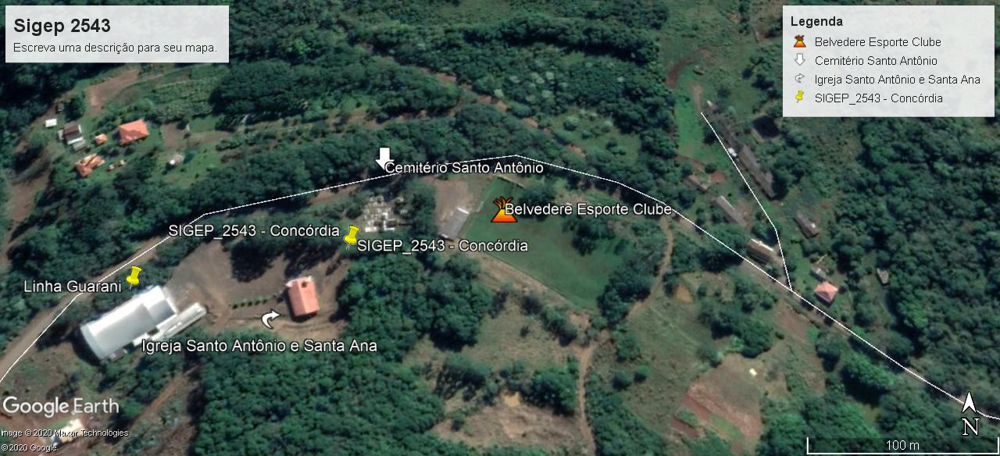 Sigep 2543
Escreva uma descrição para seu mapa.
Legenda
Belvedere Esporte Clube
Cemitério Santo Antônio
Igreja Santo Antônio e Santa Ana
SIGEP_2543 - Concórdia
Cemitério Santo Antônio
Belvedere Esporte Clube
SIGEP_2543 - Concórdia
SIGEP_2543 - Concórdia
Linha Guarani
Igreja Santo Antônio e Santa Ana
Google Earth
Image © 2020 Maxar Technologies
© 2020 Google
N
100 m